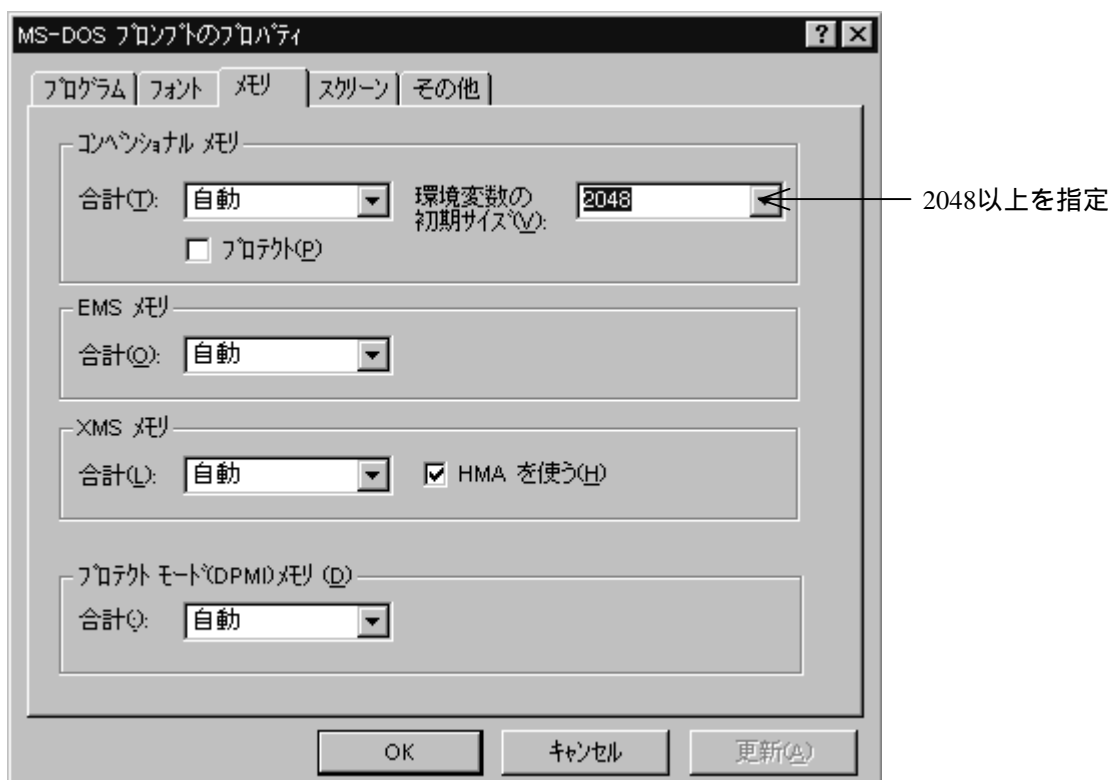 MS-DOS プロンプトのプロパティ
プログラム フォント メモリ スクリーン その他
コンベンショナル メモリ
合計(T): 自動 環境変数の初期サイズ(V): 2048
2048以上を指定
プロテクト(P)
EMS メモリ
合計(O): 自動
XMS メモリ
合計(L): 自動 HMA を使う(H)
プロテクト モード(DPMI)メモリ (D)
合計(:): 自動
OK キャンセル 更新(A)